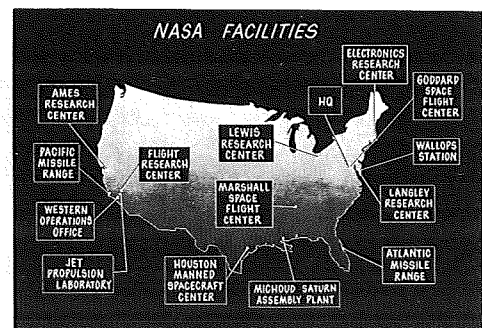 NASA FACILITIES
ELECTRONICS
RESEARCH
CENTER
GODDARD
SPACE
FLIGHT
CENTER
HQ
AMES
RESEARCH
CENTER
LEWIS
RESEARCH
CENTER
WALLOPS
STATION
PACIFIC
MISSILE
RANGE
FLIGHT
RESEARCH
CENTER
MARSHALL
SPACE
FLIGHT
CENTER
LANGLEY
RESEARCH
CENTER
WESTERN
OPERATIONS
OFFICE
JET
PROPULSION
LABORATORY
HOUSTON
MANNED
SPACECRAFT
CENTER
MICHOUD SATURN
ASSEMBLY PLANT
ATLANTIC
MISSILE
RANGE